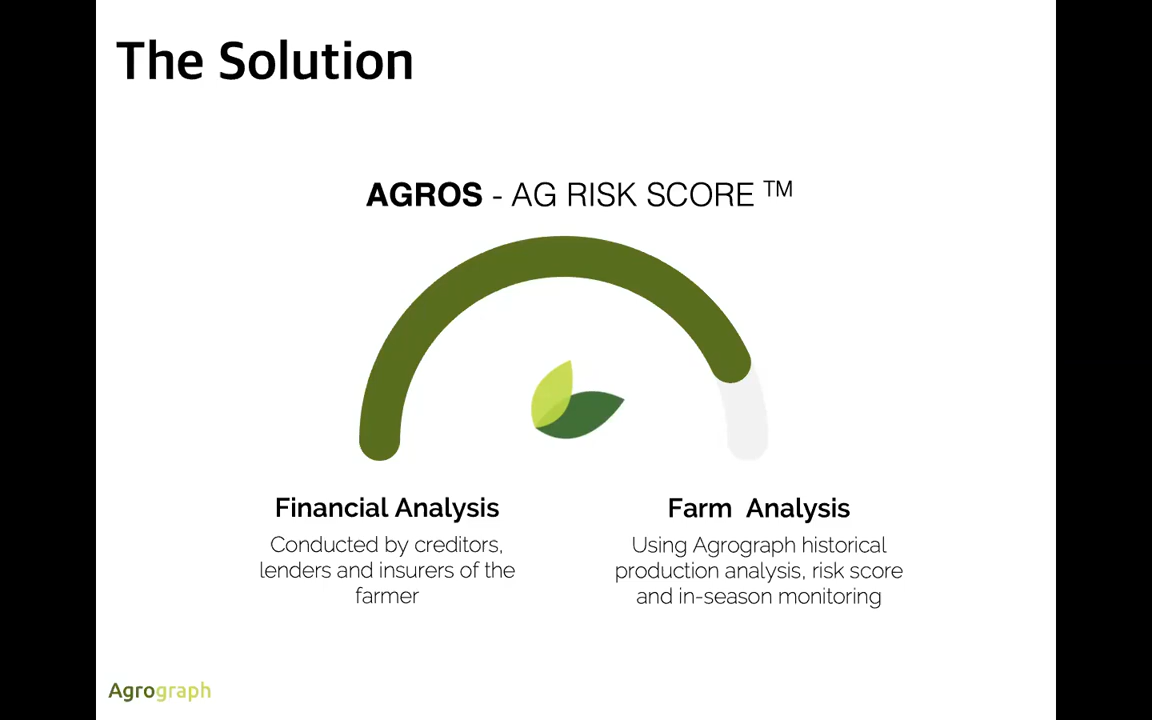 The Solution
AGROS - AG RISK SCORE TM
Financial Analysis
Conducted by creditors,
lenders and insurers of the
farmer
Farm  Analysis
Using Agrograph historical
production analysis, risk score
and in-season monitoring
Agrograph